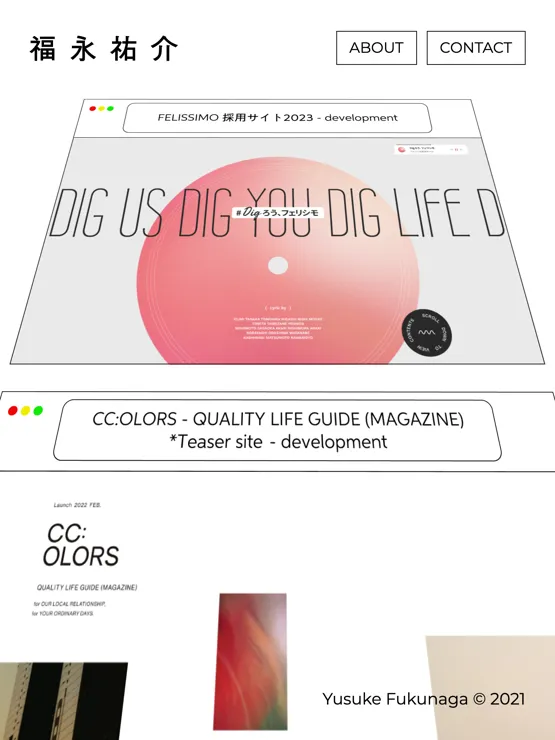 福永祐介
ABOUT
CONTACT
FELISSIMO 採用サイト2023 - development
DIG US DIG YOU DIG LIFE D
#Digろう、フェリシモ
SCROLL DOWN TO VIEW CONTENTS
CC:OLORS - QUALITY LIFE GUIDE (MAGAZINE)
*Teaser site - development
Launch 2022 FEB.
CC:
OLORS
QUALITY LIFE GUIDE (MAGAZINE)
for OUR LOCAL RELATIONSHIP,
for YOUR ORDINARY DAYS.
Yusuke Fukunaga © 2021